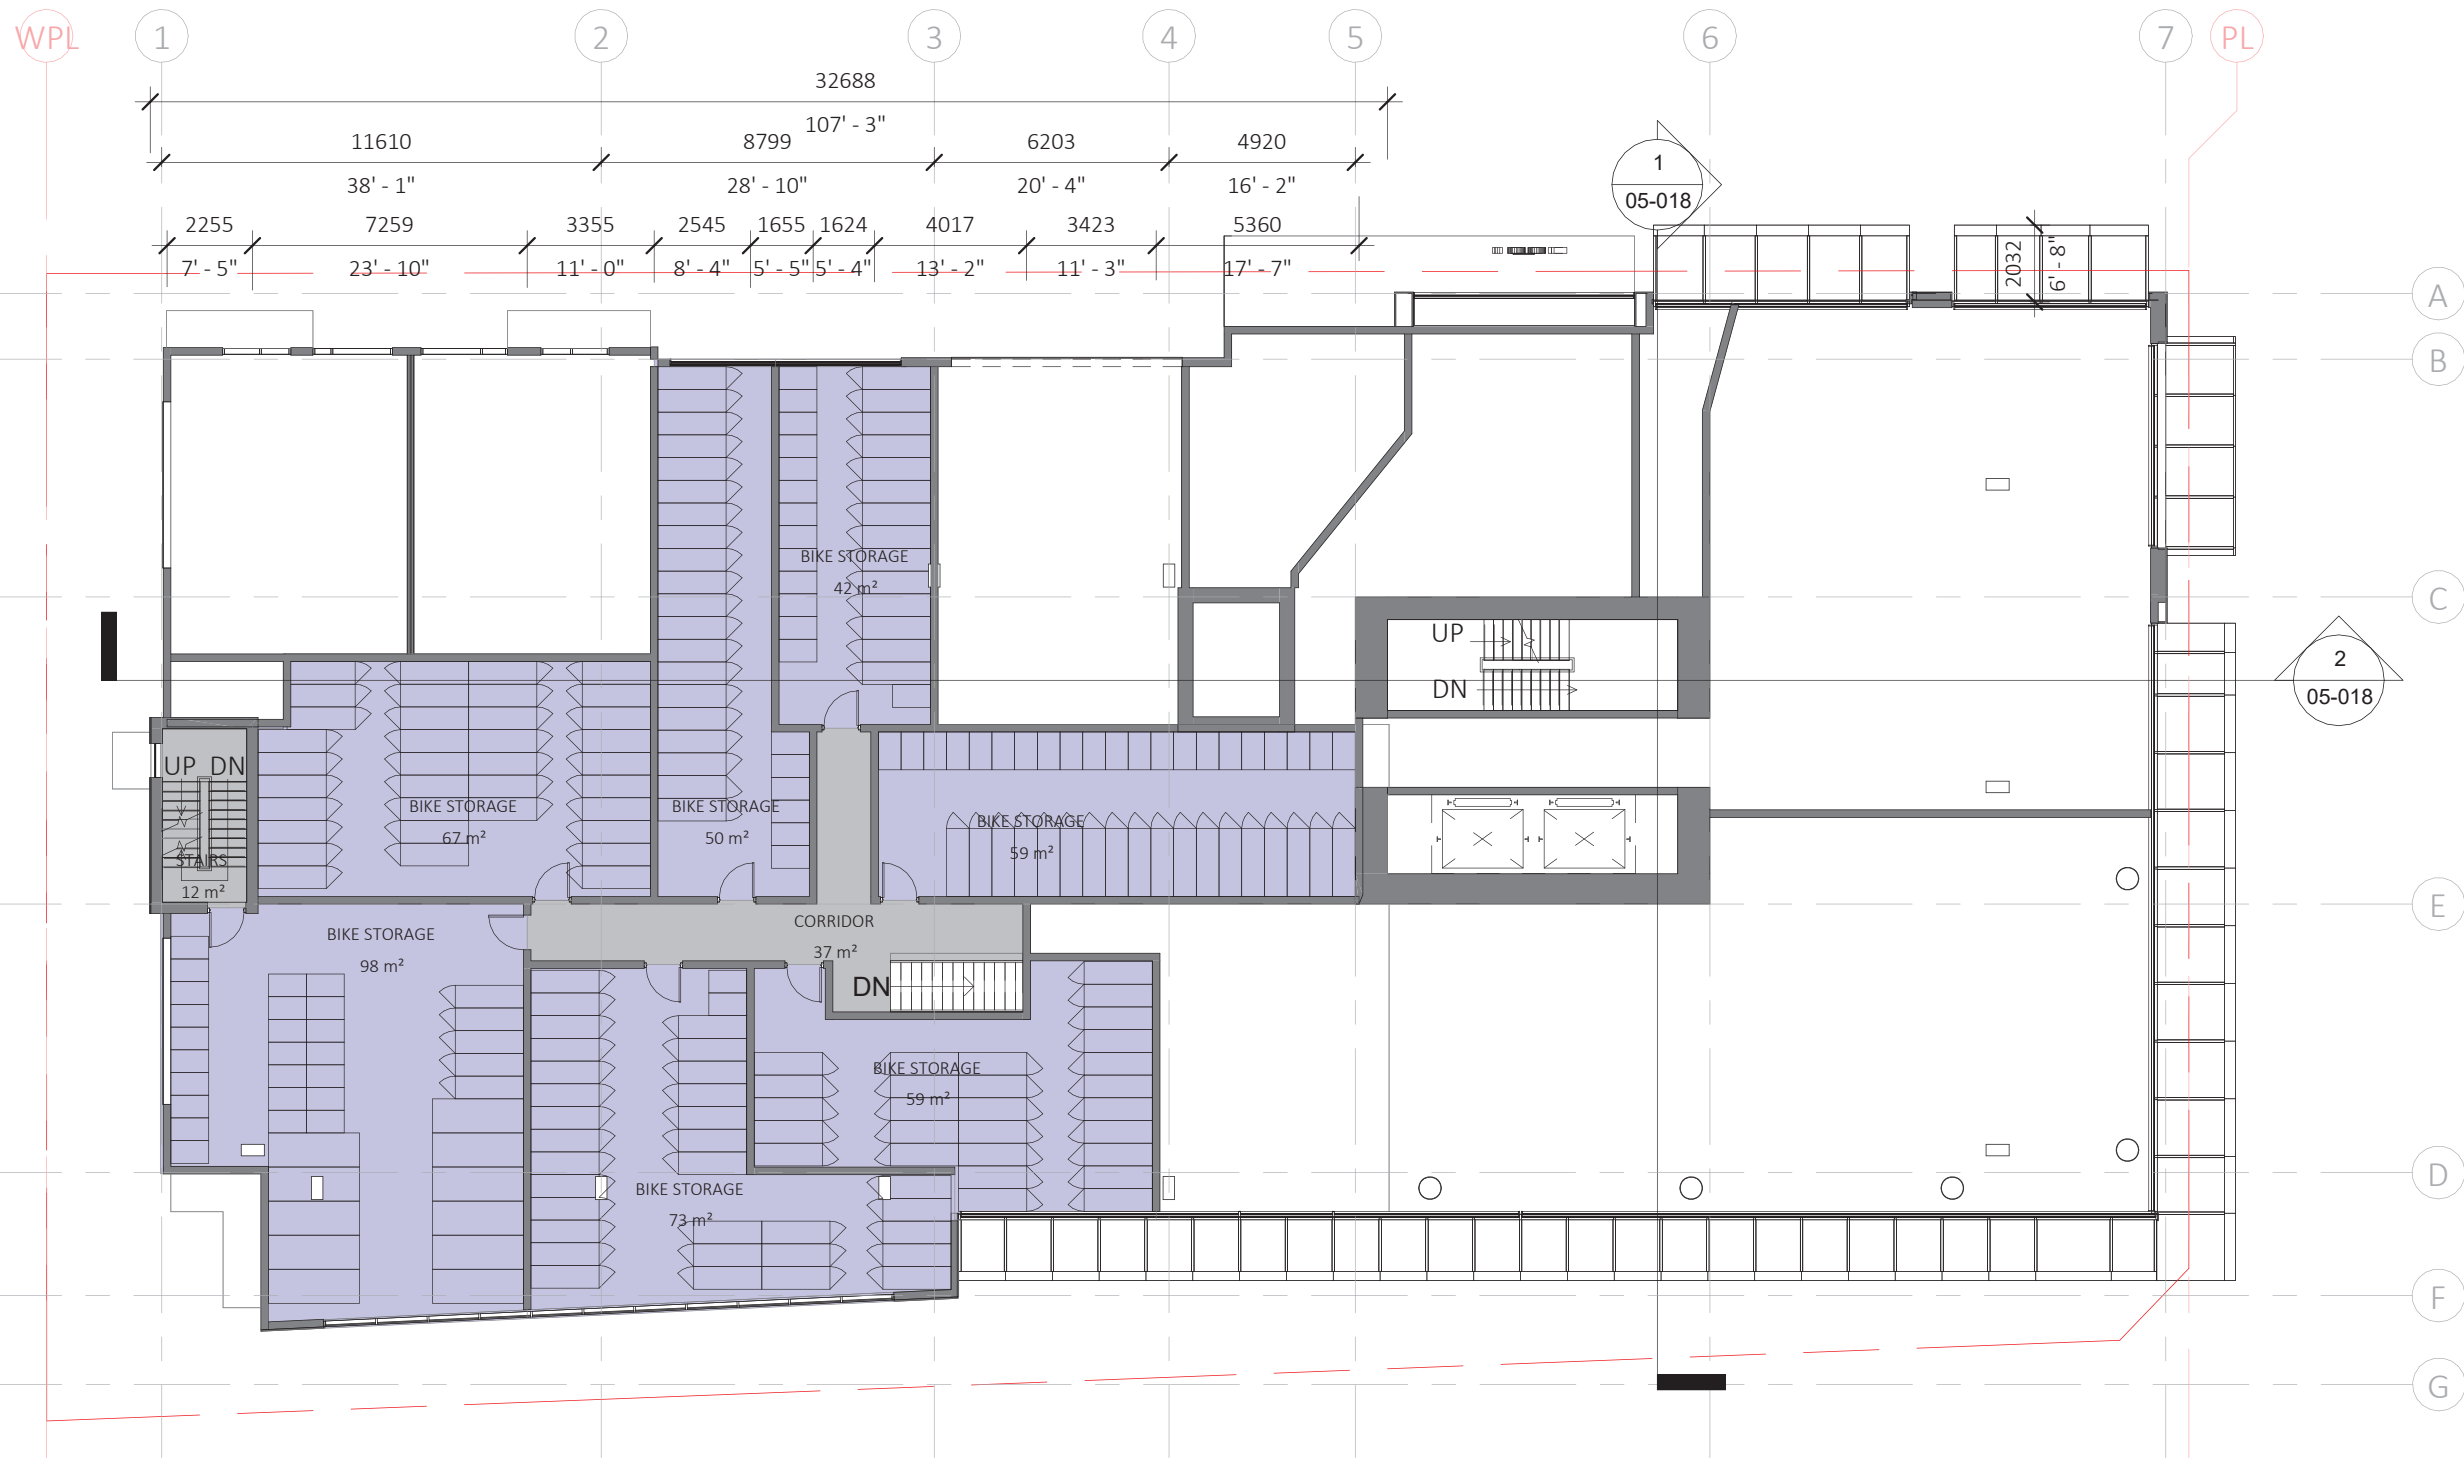 WPL 1 2 3 4 5 6 7 PL
32688
107' - 3"
11610 8799 6203 4920
38' - 1" 28' - 10" 20' - 4" 16' - 2"
2255 7259 3355 2545 1655 1624 4017 3423 5360
7' - 5" 23' - 10" 11' - 0" 8' - 4" 5' - 5" 5' - 4" 13' - 2" 11' - 3" 17' - 7"
1
05-018
2032
6' - 8"
A
B
C
E
D
F
G
2
05-018
BIKE STORAGE
42 m²
UP
DN
UP DN
STAIRS
12 m²
BIKE STORAGE
67 m²
BIKE STORAGE
50 m²
BIKE STORAGE
59 m²
CORRIDOR
37 m²
DN
BIKE STORAGE
98 m²
BIKE STORAGE
59 m²
BIKE STORAGE
73 m²